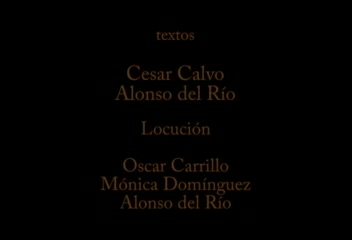 textos
Cesar Calvo
Alonso del Río
Locución
Oscar Carrillo
Mónica Domínguez
Alonso del Río